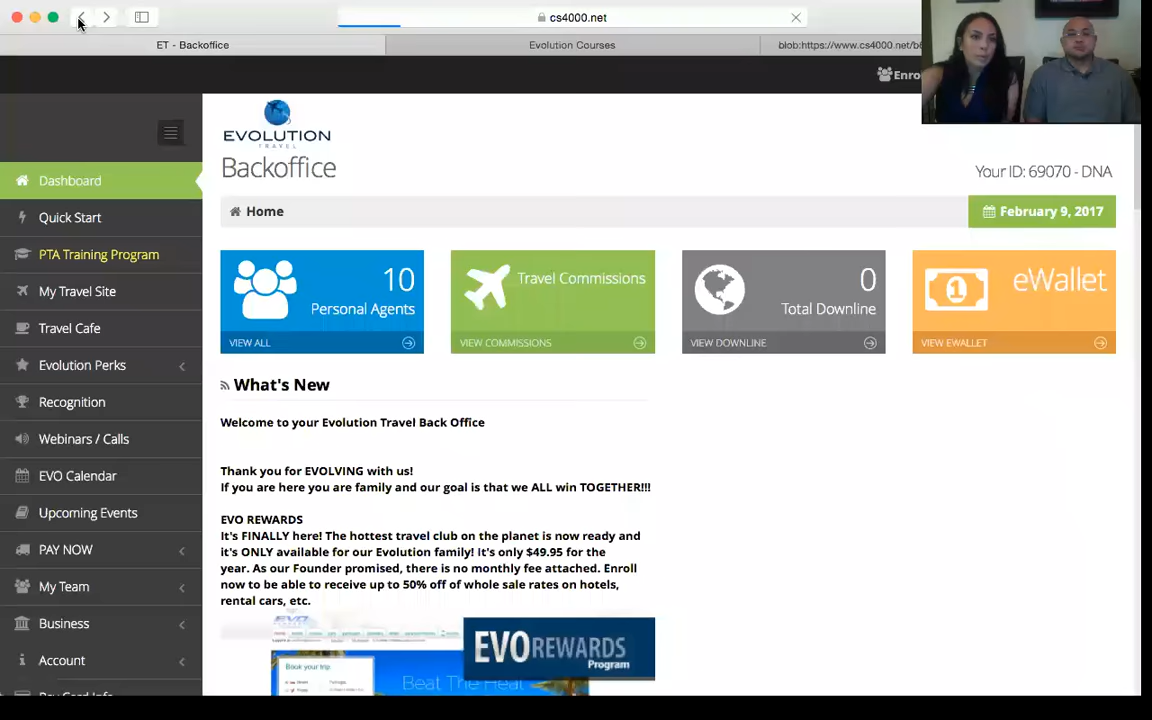 cs4000.net
ET - Backoffice
Evolution Courses
blob:https://www.cs4000.net/b
Enro
EVOLUTION
TRAVEL
Backoffice
Your ID: 69070 - DNA
Home
February 9, 2017
Dashboard
Quick Start
PTA Training Program
My Travel Site
Travel Cafe
Evolution Perks
Recognition
Webinars / Calls
EVO Calendar
Upcoming Events
PAY NOW
My Team
Business
Account
Pay Card Info
10
Personal Agents
VIEW ALL
Travel Commissions
VIEW COMMISSIONS
0
Total Downline
VIEW DOWNLINE
1
eWallet
VIEW EWALLET
What's New
Welcome to your Evolution Travel Back Office
Thank you for EVOLVING with us!
If you are here you are family and our goal is that we ALL win TOGETHER!!!
EVO REWARDS
It's FINALLY here! The hottest travel club on the planet is now ready and
it's ONLY available for our Evolution family! It's only $49.95 for the
year. As our Founder promised, there is no monthly fee attached. Enroll
now to be able to receive up to 50% off of whole sale rates on hotels,
rental cars, etc.
EVO
Book your trip:
Beat The Heat
EVOREWARDS
Program